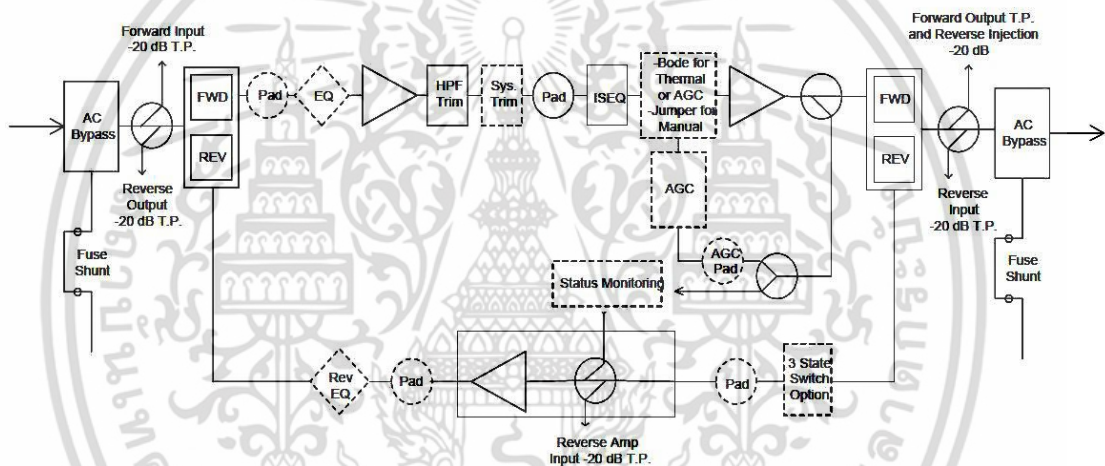 Forward Input
-20 dB T.P.
Forward Output T.P.
and Reverse Injection
-20 dB
AC
Bypass
FWD
REV
Pad
EQ
HPF
Trim
Sys.
Trim
Pad
ISEQ
-Bode for
Thermal
or AGC
-Jumper for
Manual
FWD
REV
AC
Bypass
Reverse
Output
-20 dB T.P.
AGC
Reverse
Input
-20 dB T.P.
Fuse
Shunt
AGC
Pad
Fuse
Shunt
Status Monitoring
Rev
EQ
Pad
Pad
3 State
Switch
Option
Reverse Amp
Input -20 dB T.P.